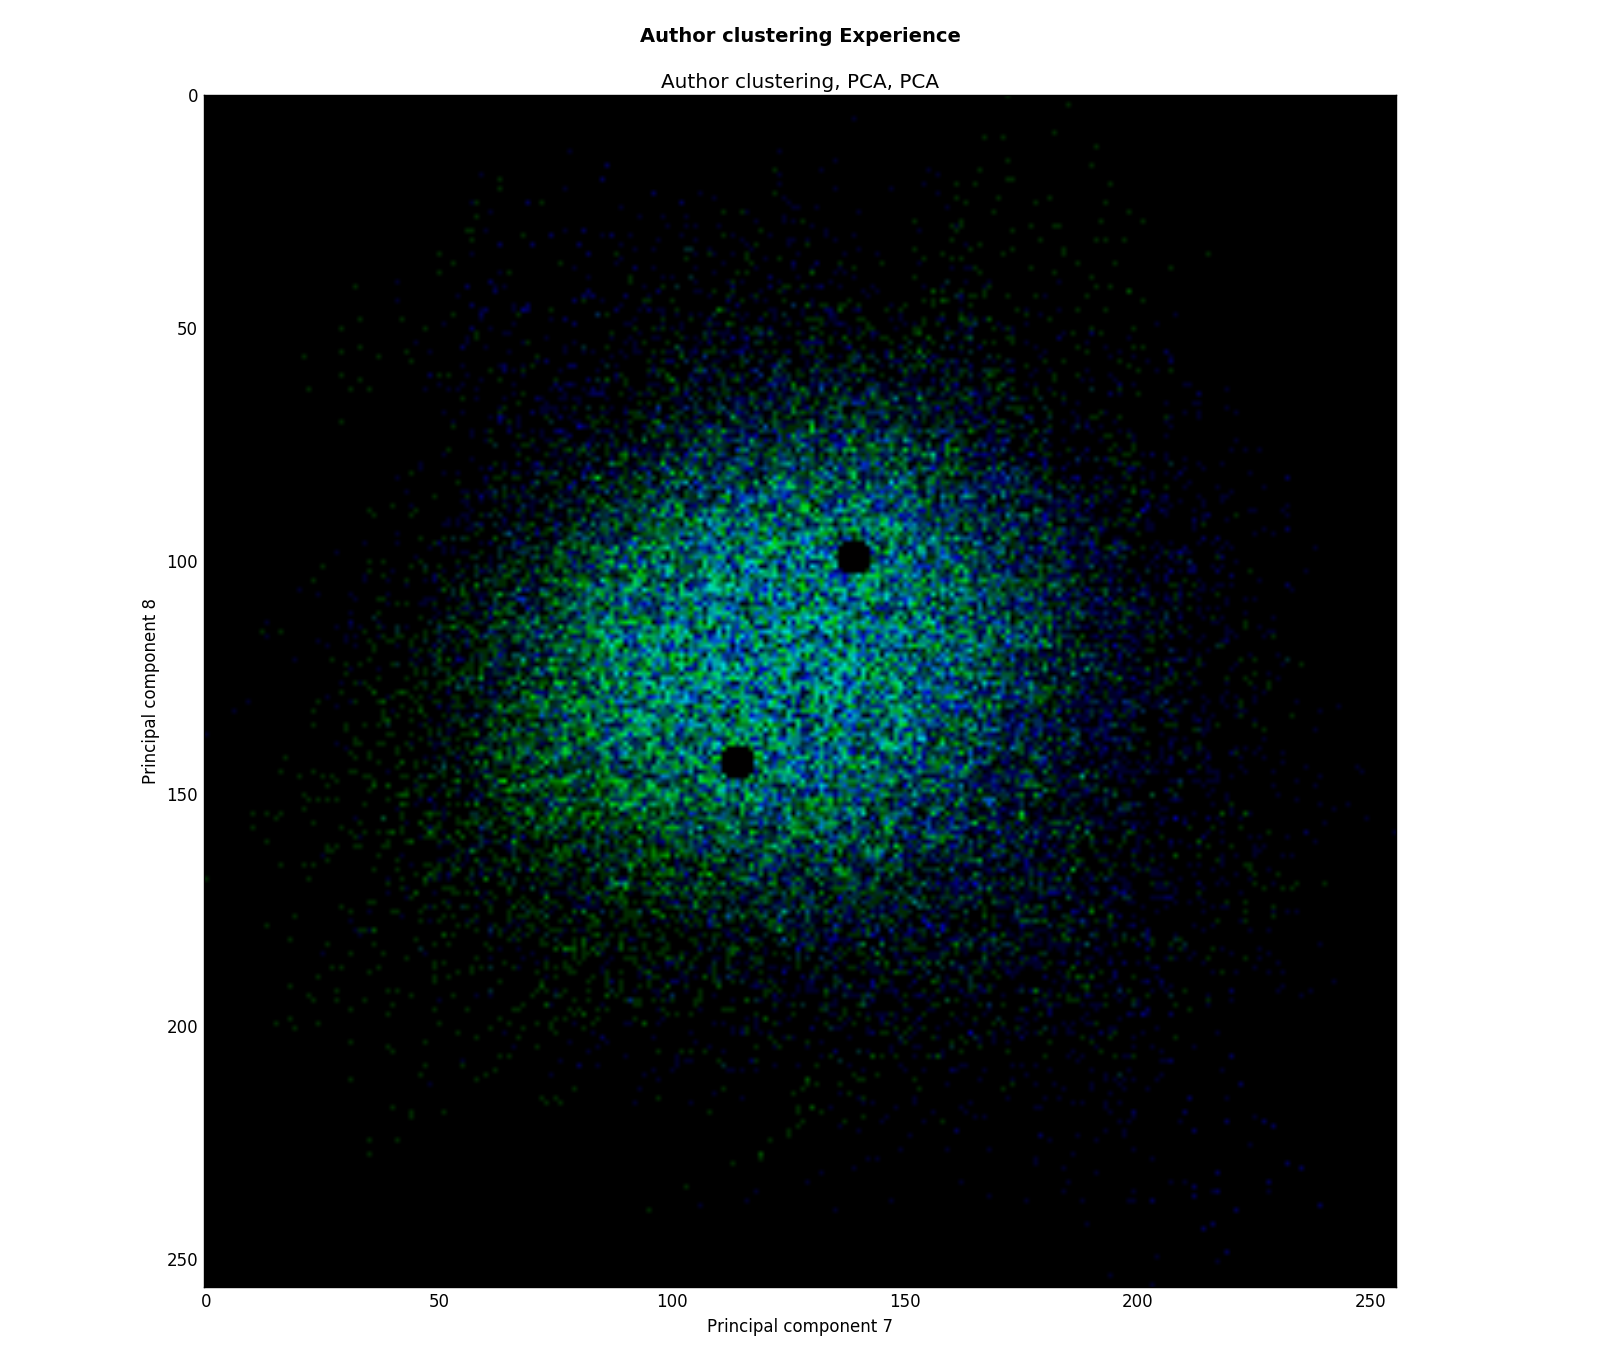 Author clustering Experience
Author clustering, PCA, PCA
0
50
100
150
200
250
Principal component 8
0 50 100 150 200 250
Principal component 7